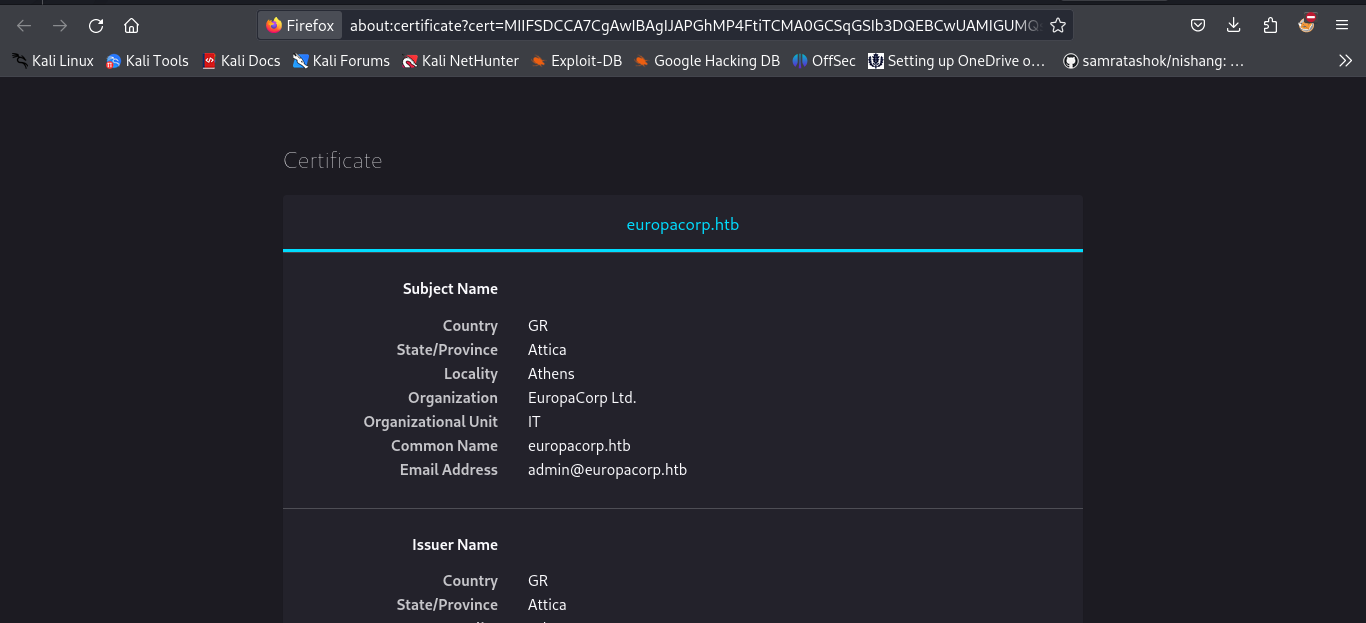 Firefox about:certificate?cert=MIIFSDCCA7CgAwIBAgIJAPGhMP4FtiTCMA0GCSqGSIb3DQEBCwUAMIGUMQ
Kali Linux Kali Tools Kali Docs Kali Forums Kali NetHunter Exploit-DB Google Hacking DB OffSec Setting up OneDrive o… samratashok/nishang: …
Certificate
europacorp.htb
Subject Name
Country GR
State/Province Attica
Locality Athens
Organization EuropaCorp Ltd.
Organizational Unit IT
Common Name europacorp.htb
Email Address admin@europacorp.htb
Issuer Name
Country GR
State/Province Attica